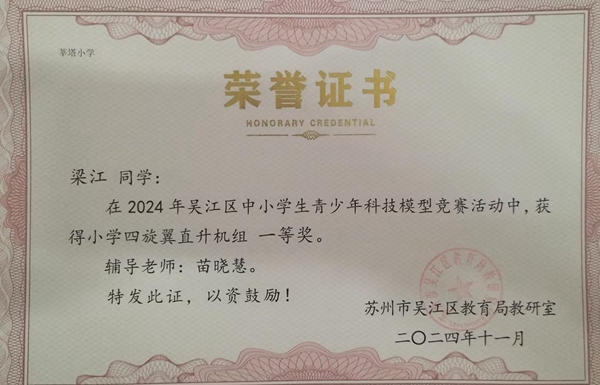 莘塔小学
荣誉证书
HONORARY CREDENTIAL
梁江 同学：
在2024年吴江区中小学生青少年科技模型竞赛活动中，获
得小学四旋翼直升机组 一等奖。
辅导老师：苗晓慧。
特发此证，以资鼓励！
苏州市吴江区教育局教研室
二〇二四年十一月